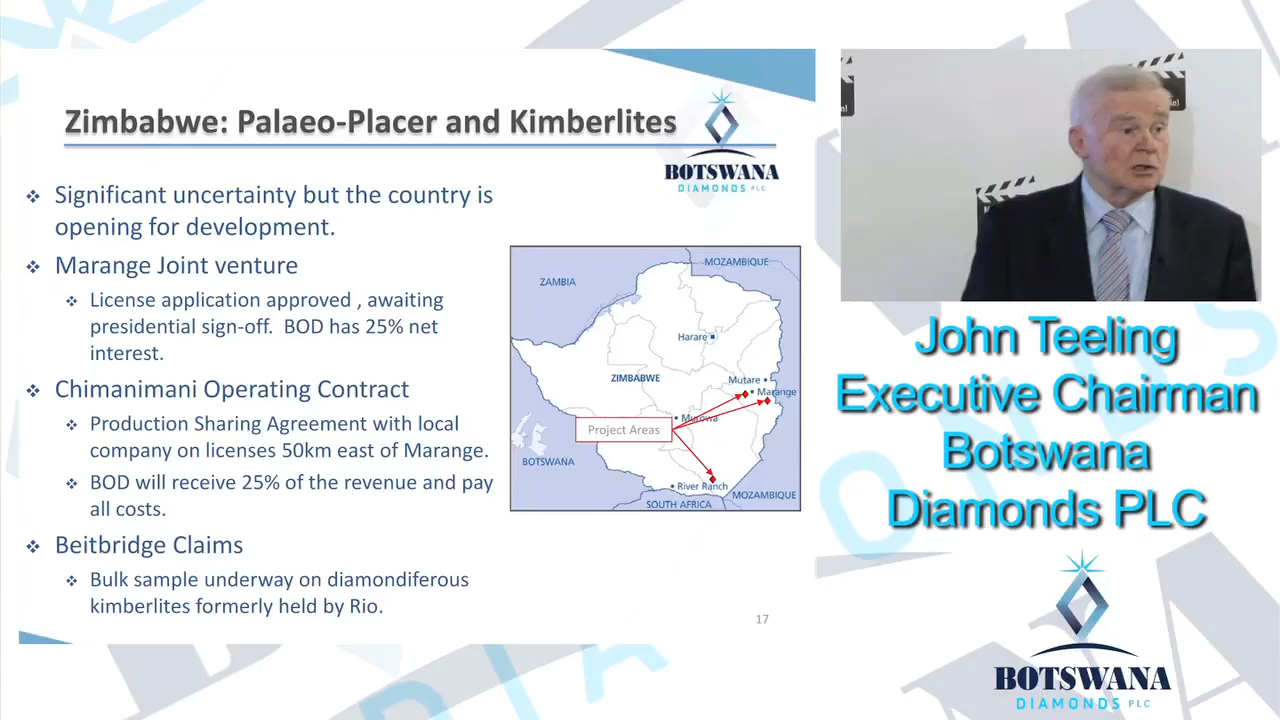 Zimbabwe: Palaeo-Placer and Kimberlites
BOTSWANA
DIAMONDS PLC
❖ Significant uncertainty but the country is
opening for development.
❖ Marange Joint venture
❖ License application approved , awaiting
presidential sign-off. BOD has 25% net
interest.
❖ Chimanimani Operating Contract
❖ Production Sharing Agreement with local
company on licenses 50km east of Marange.
❖ BOD will receive 25% of the revenue and pay
all costs.
❖ Beitbridge Claims
❖ Bulk sample underway on diamondiferous
kimberlites formerly held by Rio.
MOZAMBIQUE
ZAMBIA
Harare
ZIMBABWE
Mutare
Marange
Murowa
Project Areas
BOTSWANA
River Ranch
MOZAMBIQUE
SOUTH AFRICA
17
John Teeling
Executive Chairman
Botswana
Diamonds PLC
BOTSWANA
DIAMONDS PLC